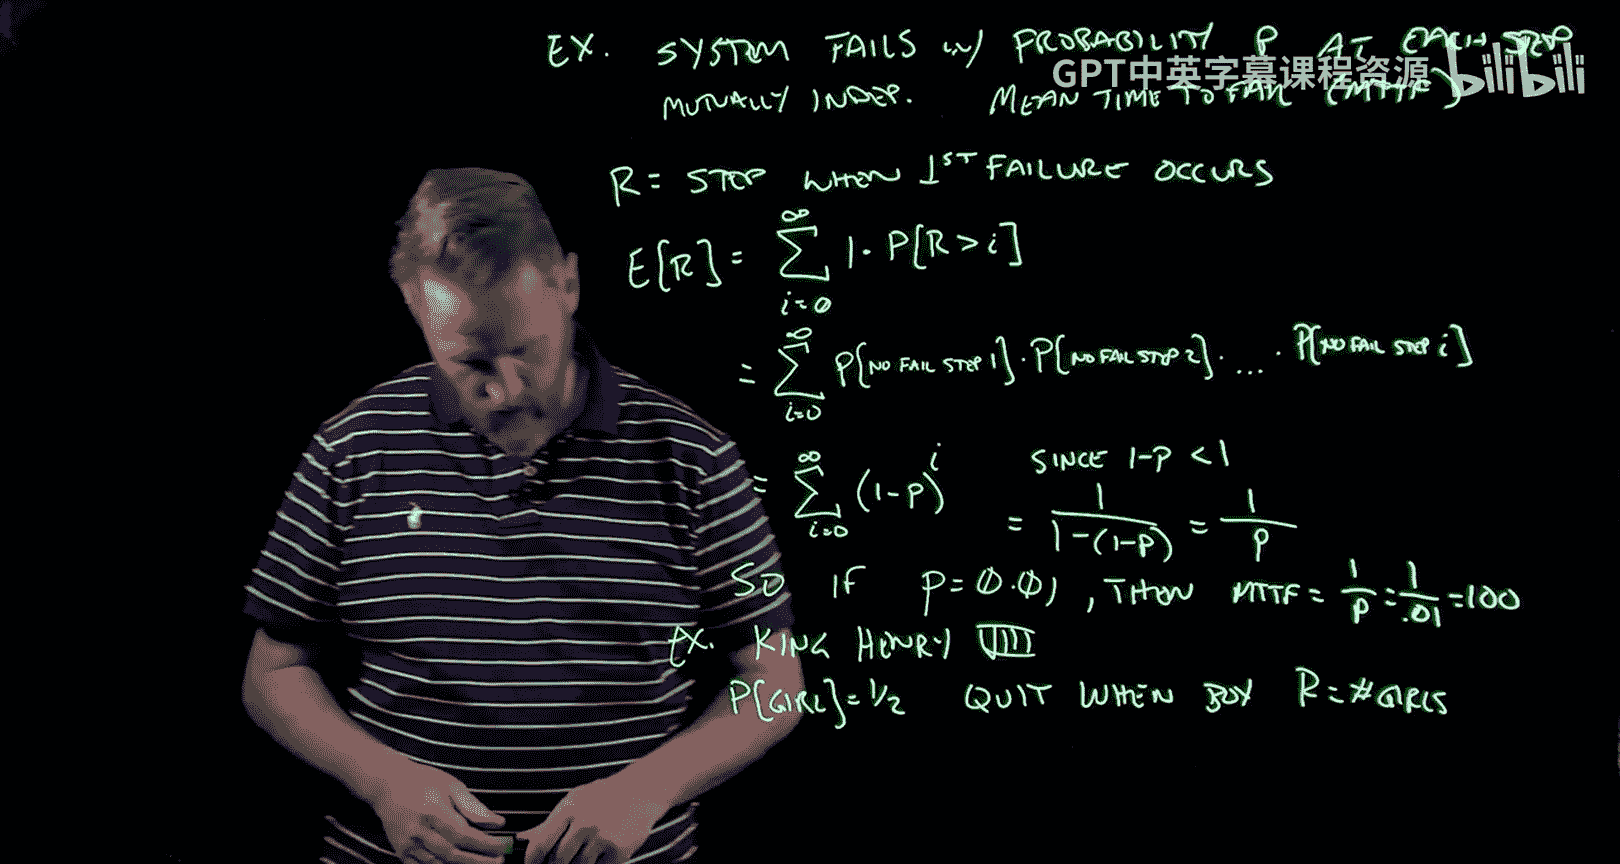 EX. SYSTEM FAILS W/ PROBABILITY P AT EACH STEP
GPT中英字幕课程资源 bilibili
MUTUALLY INDEP. MEAN TIME TO FAIL (MTTF)
R = STEP WHEN 1ST FAILURE OCCURS
E[R] = ∑_{i=0}^{∞} 1 · P[R > i]
= ∑_{i=0}^{∞} P[NO FAIL STEP 1] · P[NO FAIL STEP 2] · ... · P[NO FAIL STEP i]
SINCE 1-P < 1
= ∑_{i=0}^{∞} (1-P)^i = 1/(1-(1-P)) = 1/P
SO IF P = 0.01, THEN MTTF = 1/P = 1/.01 = 100
EX. KING HENRY VIII
P[GIRL] = 1/2 QUIT WHEN BOY R = # GIRLS